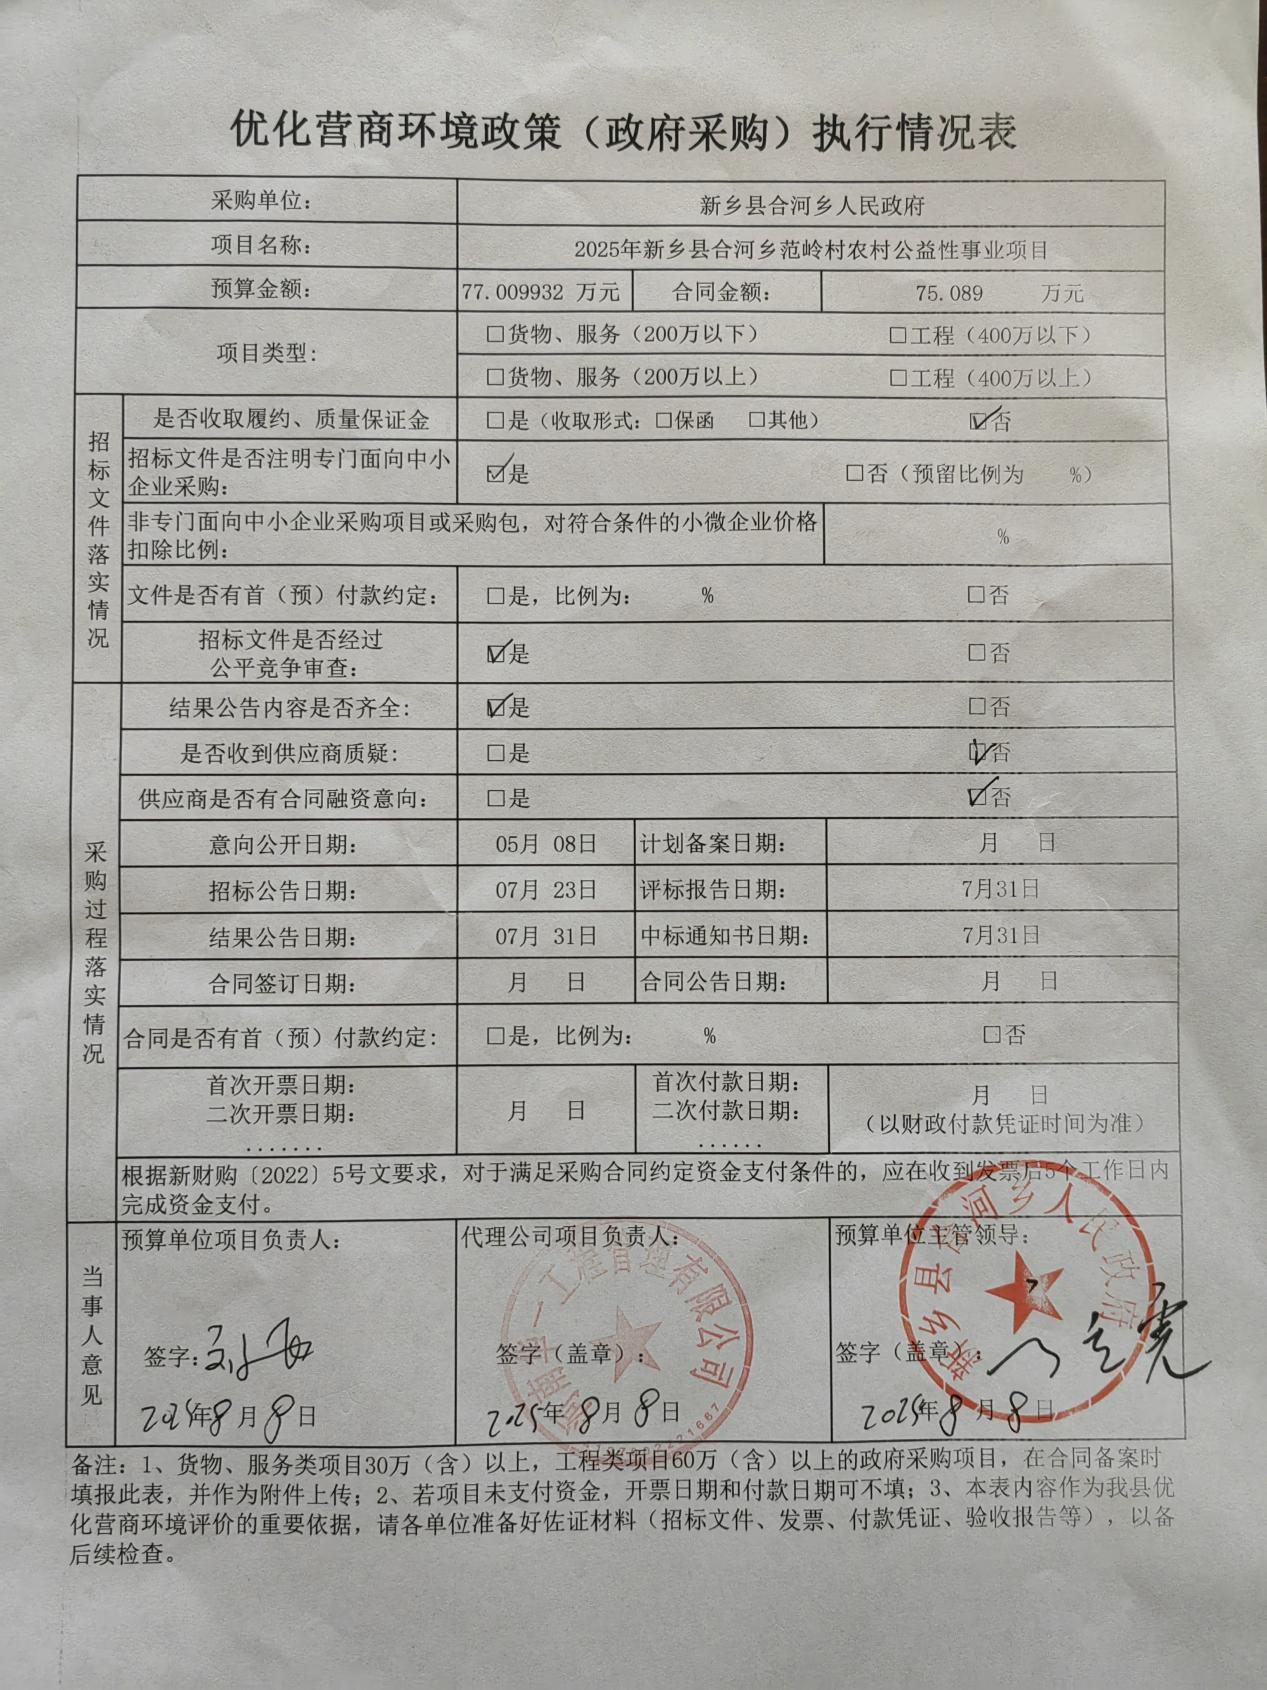 优化营商环境政策（政府采购）执行情况表
采购单位： 新乡县合河乡人民政府
项目名称： 2025年新乡县合河乡范岭村农村公益性事业项目
预算金额： 77.009932 万元 合同金额： 75.089 万元
项目类型： □货物、服务（200万以下） □工程（400万以下）
□货物、服务（200万以上） □工程（400万以上）
招标文件落实情况
是否收取履约、质量保证金 □是（收取形式：□保函 □其他） ☑否
招标文件是否注明专门面向中小 ☑是 □否（预留比例为 %）
企业采购：
非专门面向中小企业采购项目或采购包，对符合条件的小微企业价格 %
扣除比例：
文件是否有首（预）付款约定： □是，比例为： % □否
招标文件是否经过 ☑是 □否
公平竞争审查：
采购过程落实情况
结果公告内容是否齐全： ☑是 □否
是否收到供应商质疑： □是 ☑否
供应商是否有合同融资意向： □是 ☑否
意向公开日期： 05月 08日 计划备案日期： 月 日
招标公告日期： 07月 23日 评标报告日期： 7月31日
结果公告日期： 07月 31日 中标通知书日期： 7月31日
合同签订日期： 月 日 合同公告日期： 月 日
合同是否有首（预）付款约定： □是，比例为： % □否
首次开票日期： 月 日 首次付款日期： 月 日
二次开票日期： 二次付款日期： （以财政付款凭证时间为准）
....... ......
根据新财购〔2022〕5号文要求，对于满足采购合同约定资金支付条件的，应在收到发票后5个工作日内
完成资金支付。
当事人意见
预算单位项目负责人： 代理公司项目负责人： 预算单位主管领导：
签字： 签字（盖章）： 签字（盖章）：
2025年8月8日 2025年8月8日 2025年8月8日
新乡县合河乡人民政府
工程管理有限公司
备注：1、货物、服务类项目30万（含）以上，工程类项目60万（含）以上的政府采购项目，在合同备案时
填报此表，并作为附件上传；2、若项目未支付资金，开票日期和付款日期可不填；3、本表内容作为我县优
化营商环境评价的重要依据，请各单位准备好佐证材料（招标文件、发票、付款凭证、验收报告等），以备
后续检查。